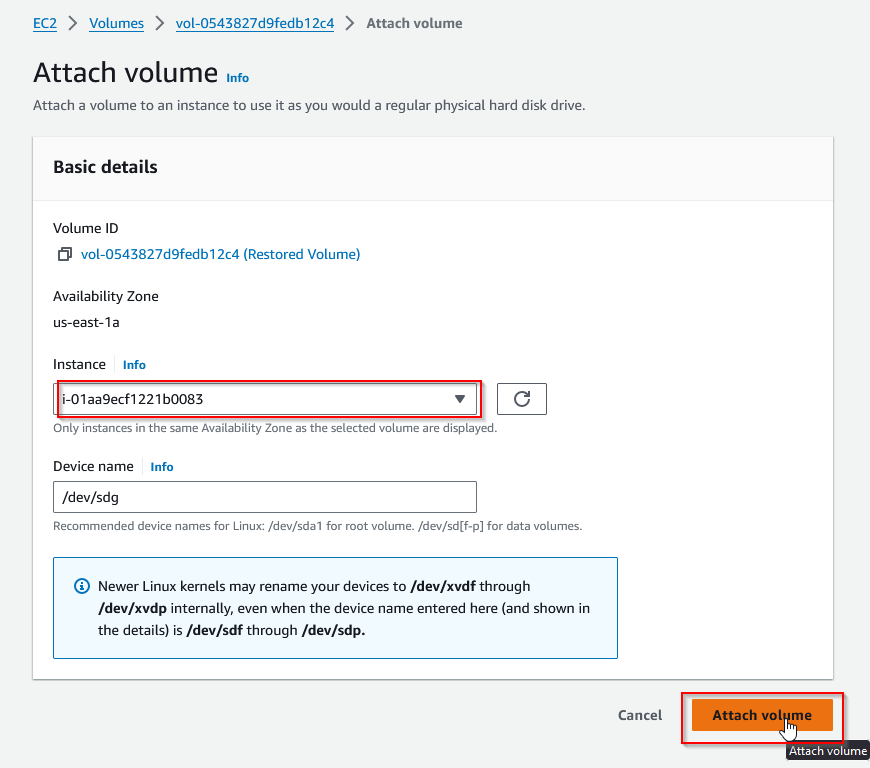 EC2 > Volumes > vol-0543827d9fedb12c4 > Attach volume
Attach volume Info
Attach a volume to an instance to use it as you would a regular physical hard disk drive.
Basic details
Volume ID
vol-0543827d9fedb12c4 (Restored Volume)
Availability Zone
us-east-1a
Instance Info
i-01aa9ecf1221b0083
Only instances in the same Availability Zone as the selected volume are displayed.
Device name Info
/dev/sdg
Recommended device names for Linux: /dev/sda1 for root volume. /dev/sd[f-p] for data volumes.
Newer Linux kernels may rename your devices to /dev/xvdf through
/dev/xvdp internally, even when the device name entered here (and shown in
the details) is /dev/sdf through /dev/sdp.
Cancel Attach volume
Attach volume